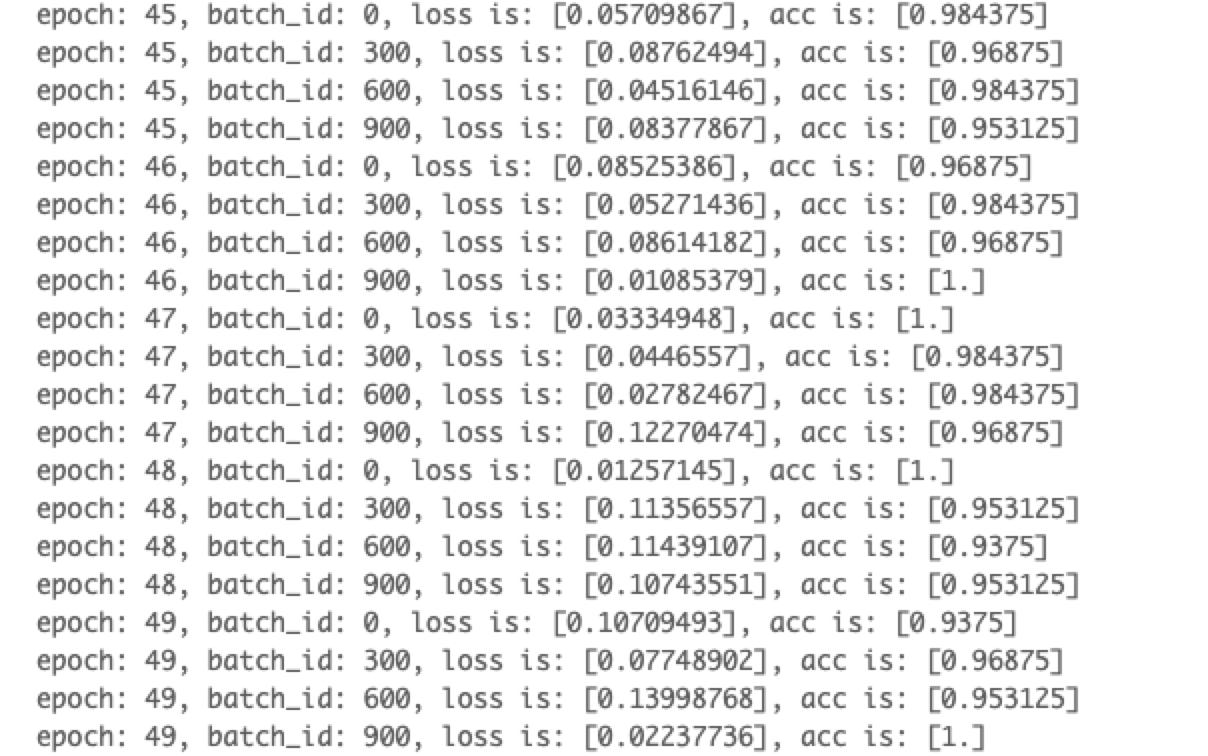 epoch: 45, batch_id: 0, loss is: [0.05709867], acc is: [0.984375]
epoch: 45, batch_id: 300, loss is: [0.08762494], acc is: [0.96875]
epoch: 45, batch_id: 600, loss is: [0.04516146], acc is: [0.984375]
epoch: 45, batch_id: 900, loss is: [0.08377867], acc is: [0.953125]
epoch: 46, batch_id: 0, loss is: [0.08525386], acc is: [0.96875]
epoch: 46, batch_id: 300, loss is: [0.05271436], acc is: [0.984375]
epoch: 46, batch_id: 600, loss is: [0.08614182], acc is: [0.96875]
epoch: 46, batch_id: 900, loss is: [0.01085379], acc is: [1.]
epoch: 47, batch_id: 0, loss is: [0.03334948], acc is: [1.]
epoch: 47, batch_id: 300, loss is: [0.0446557], acc is: [0.984375]
epoch: 47, batch_id: 600, loss is: [0.02782467], acc is: [0.984375]
epoch: 47, batch_id: 900, loss is: [0.12270474], acc is: [0.96875]
epoch: 48, batch_id: 0, loss is: [0.01257145], acc is: [1.]
epoch: 48, batch_id: 300, loss is: [0.11356557], acc is: [0.953125]
epoch: 48, batch_id: 600, loss is: [0.11439107], acc is: [0.9375]
epoch: 48, batch_id: 900, loss is: [0.10743551], acc is: [0.953125]
epoch: 49, batch_id: 0, loss is: [0.10709493], acc is: [0.9375]
epoch: 49, batch_id: 300, loss is: [0.07748902], acc is: [0.96875]
epoch: 49, batch_id: 600, loss is: [0.13998768], acc is: [0.953125]
epoch: 49, batch_id: 900, loss is: [0.02237736], acc is: [1.]